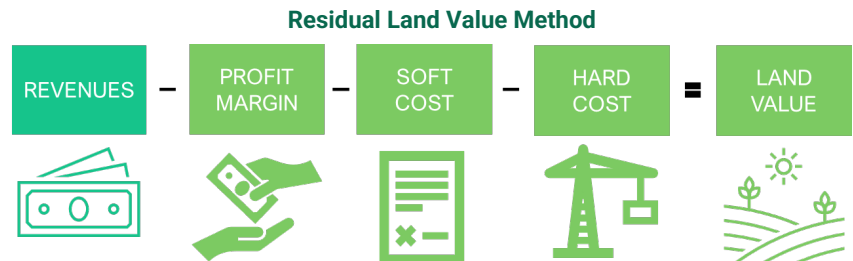 Residual Land Value Method
REVENUES – PROFIT MARGIN – SOFT COST – HARD COST = LAND VALUE